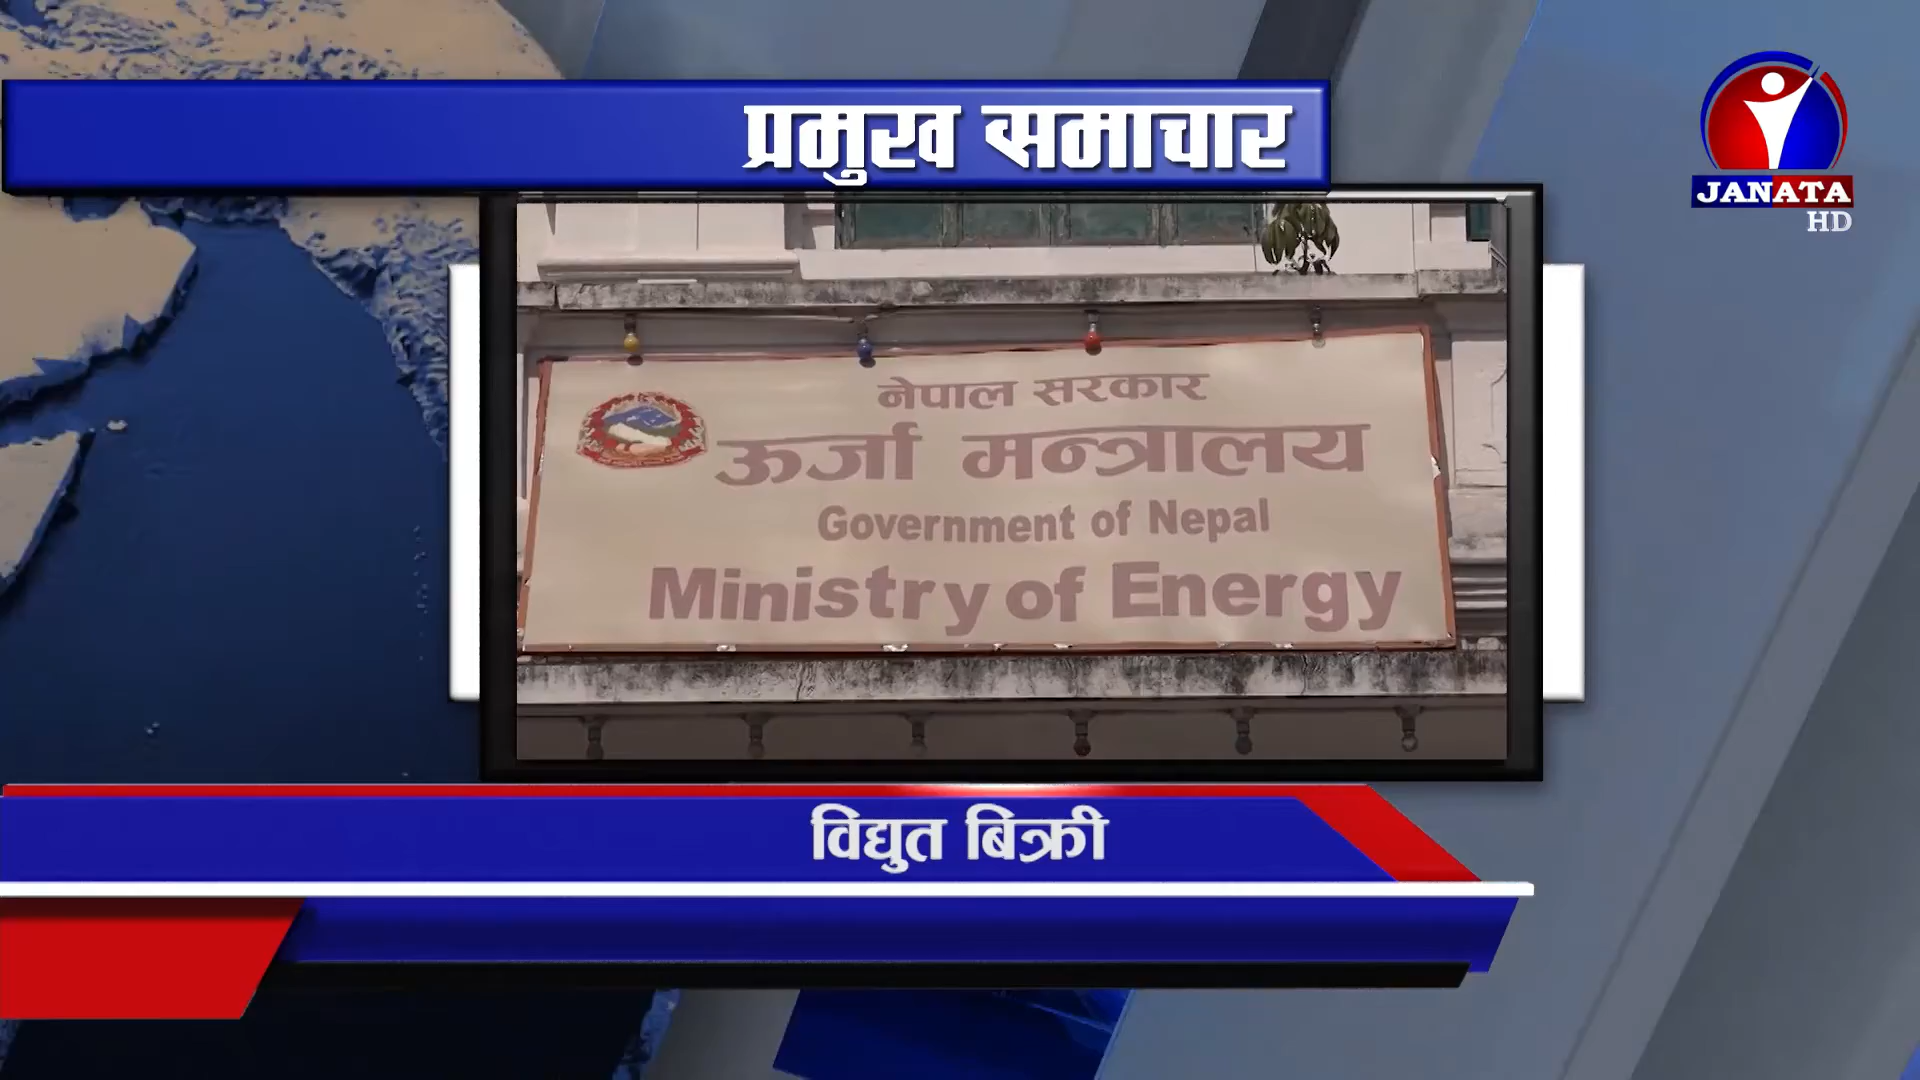 प्रमुख समाचार
JANATA
HD
नेपाल सरकार
ऊर्जा मन्त्रालय
Government of Nepal
Ministry of Energy
विद्युत बिक्री